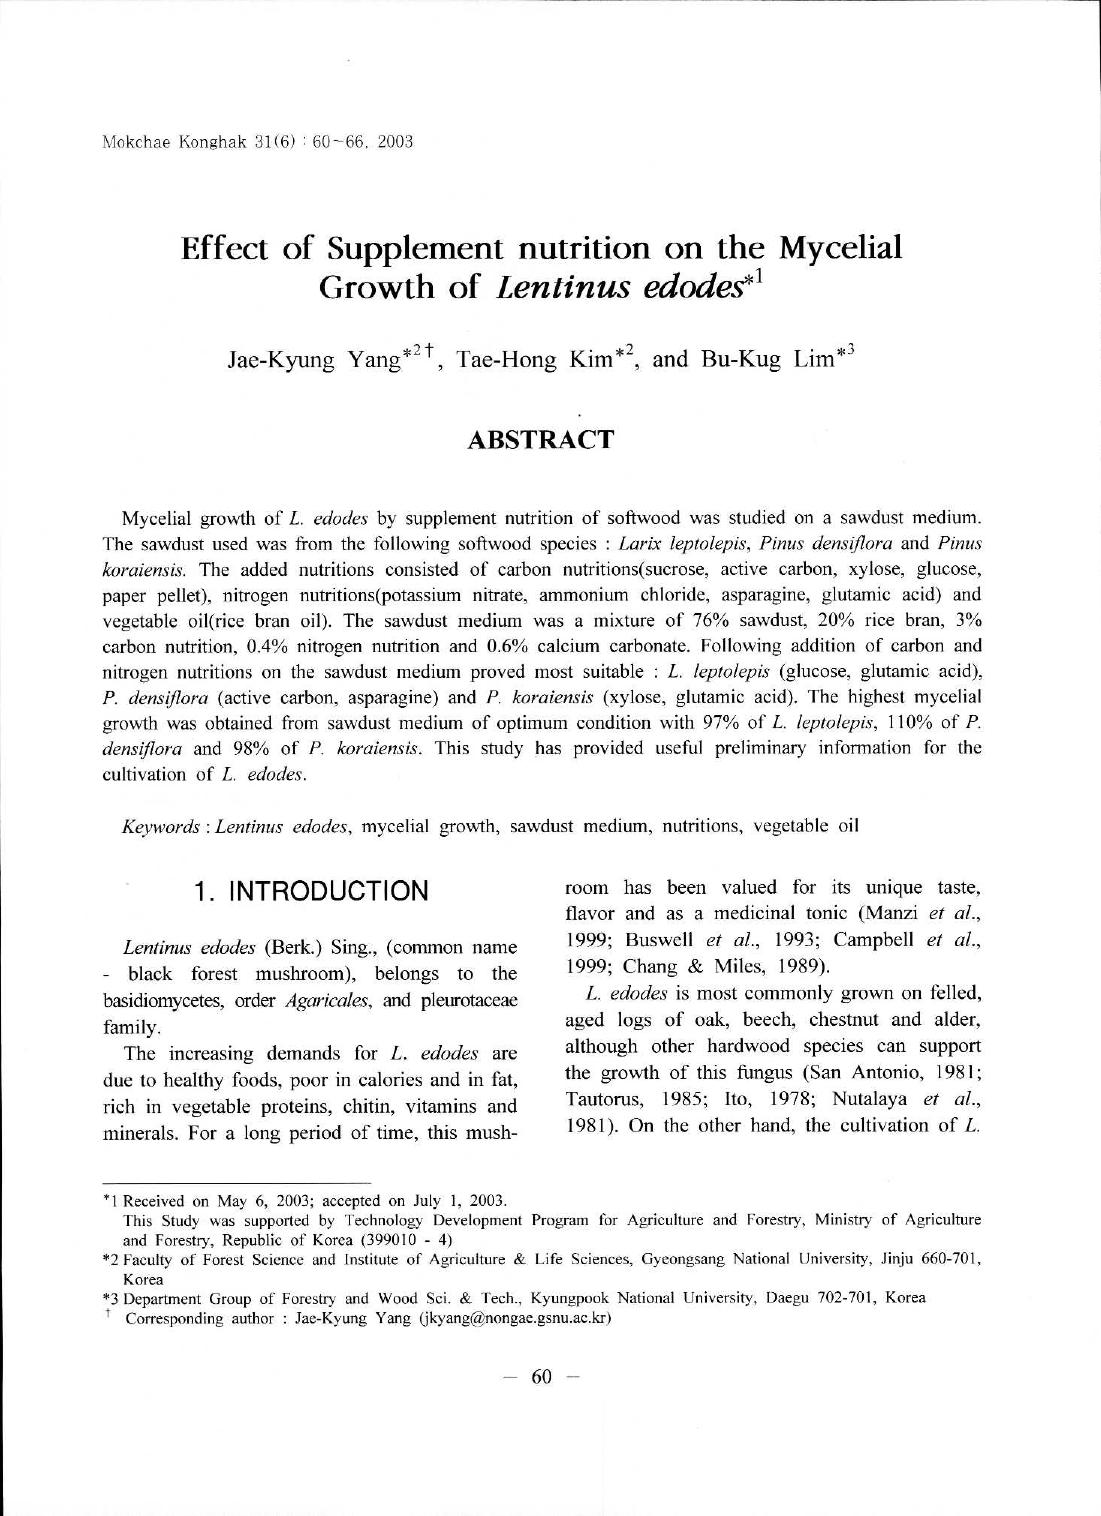 Mokchae Konghak 31(6) : 60~66, 2003
Effect of Supplement nutrition on the Mycelial
Growth of Lentinus edodes*1
Jae-Kyung Yang*2†, Tae-Hong Kim*2, and Bu-Kug Lim*3
ABSTRACT
Mycelial growth of L. edodes by supplement nutrition of softwood was studied on a sawdust medium.
The sawdust used was from the following softwood species : Larix leptolepis, Pinus densiflora and Pinus
koraiensis. The added nutritions consisted of carbon nutritions(sucrose, active carbon, xylose, glucose,
paper pellet), nitrogen nutritions(potassium nitrate, ammonium chloride, asparagine, glutamic acid) and
vegetable oil(rice bran oil). The sawdust medium was a mixture of 76% sawdust, 20% rice bran, 3%
carbon nutrition, 0.4% nitrogen nutrition and 0.6% calcium carbonate. Following addition of carbon and
nitrogen nutritions on the sawdust medium proved most suitable : L. leptolepis (glucose, glutamic acid),
P. densiflora (active carbon, asparagine) and P. koraiensis (xylose, glutamic acid). The highest mycelial
growth was obtained from sawdust medium of optimum condition with 97% of L. leptolepis, 110% of P.
densiflora and 98% of P. koraiensis. This study has provided useful preliminary information for the
cultivation of L. edodes.
Keywords : Lentinus edodes, mycelial growth, sawdust medium, nutritions, vegetable oil
1. INTRODUCTION
Lentinus edodes (Berk.) Sing., (common name
- black forest mushroom), belongs to the
basidiomycetes, order Agaricales, and pleurotaceae
family.
The increasing demands for L. edodes are
due to healthy foods, poor in calories and in fat,
rich in vegetable proteins, chitin, vitamins and
minerals. For a long period of time, this mush-
room has been valued for its unique taste,
flavor and as a medicinal tonic (Manzi et al.,
1999; Buswell et al., 1993; Campbell et al.,
1999; Chang & Miles, 1989).
L. edodes is most commonly grown on felled,
aged logs of oak, beech, chestnut and alder,
although other hardwood species can support
the growth of this fungus (San Antonio, 1981;
Tautorus, 1985; Ito, 1978; Nutalaya et al.,
1981). On the other hand, the cultivation of L.
*1 Received on May 6, 2003; accepted on July 1, 2003.
This Study was supported by Technology Development Program for Agriculture and Forestry, Ministry of Agriculture
and Forestry, Republic of Korea (399010 - 4)
*2 Faculty of Forest Science and Institute of Agriculture & Life Sciences, Gyeongsang National University, Jinju 660-701,
Korea
*3 Department Group of Forestry and Wood Sci. & Tech., Kyungpook National University, Daegu 702-701, Korea
† Corresponding author : Jae-Kyung Yang (jkyang@nongae.gsnu.ac.kr)
- 60 -